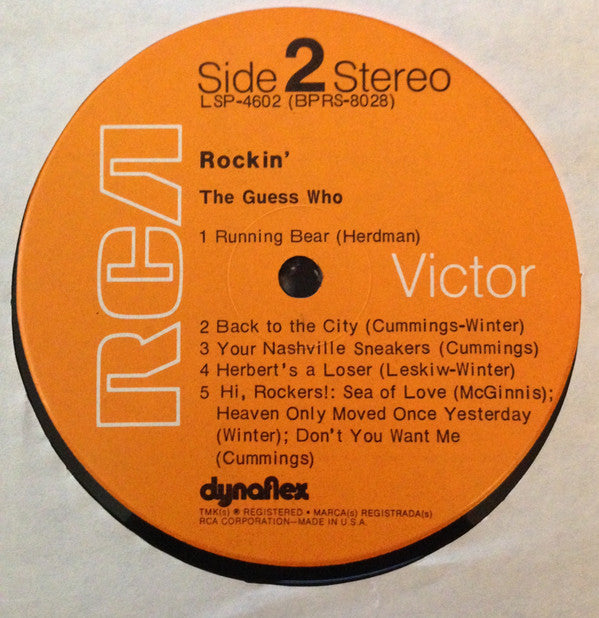 Side 2 Stereo
LSP-4602 (BPRS-8028)
Rockin'
The Guess Who
1 Running Bear (Herdman)
RCA
Victor
2 Back to the City (Cummings-Winter)
3 Your Nashville Sneakers (Cummings)
4 Herbert's a Loser (Leskiw-Winter)
5 Hi, Rockers!: Sea of Love (McGinnis);
Heaven Only Moved Once Yesterday
(Winter); Don't You Want Me
(Cummings)
dynaflex
TMK(s) ® REGISTERED • MARCA(s) REGISTRADA(s)
RCA CORPORATION—MADE IN U.S.A.